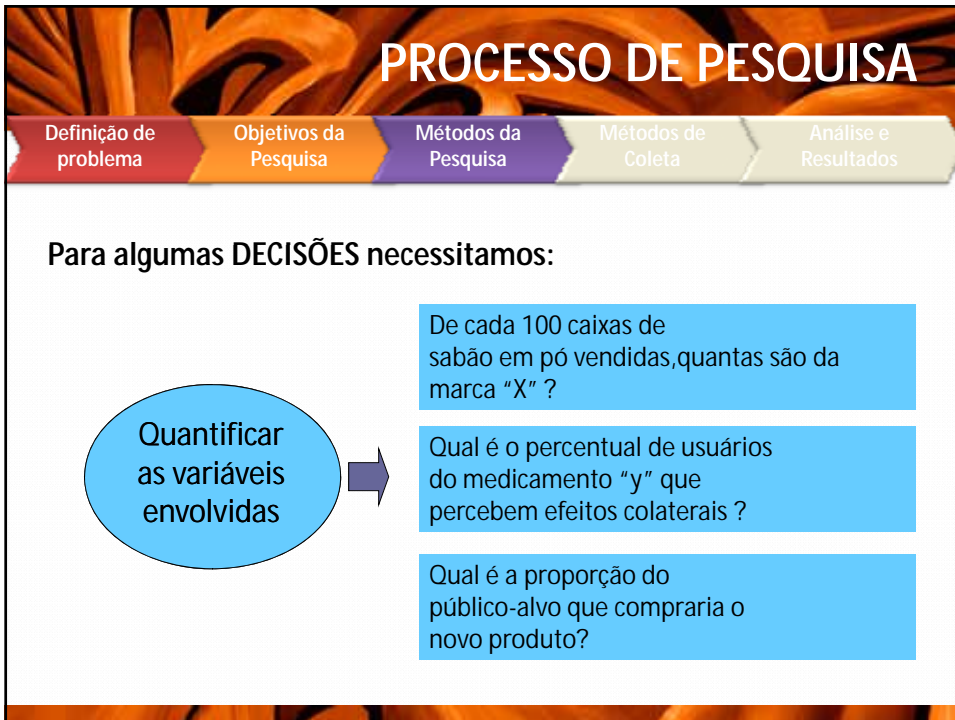 PROCESSO DE PESQUISA
Definição de
problema
Objetivos da
Pesquisa
Métodos da
Pesquisa
Métodos de
Coleta
Análise e
Resultados
Para algumas DECISÕES necessitamos:
Quantificar
as variáveis
envolvidas
De cada 100 caixas de
sabão em pó vendidas,quantas são da
marca “X” ?
Qual é o percentual de usuários
do medicamento “y” que
percebem efeitos colaterais ?
Qual é a proporção do
público-alvo que compraria o
novo produto?